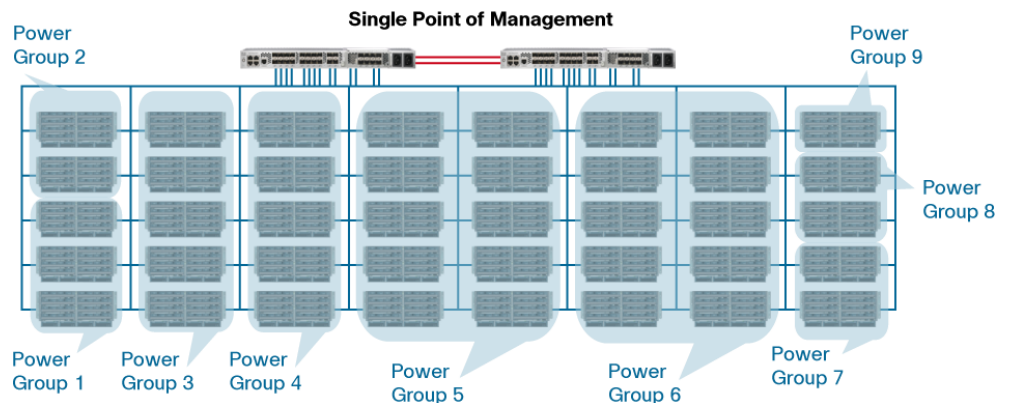 Single Point of Management
Power
Group 2
Power
Group 9
Power
Group 8
Power
Group 1
Power
Group 3
Power
Group 4
Power
Group 5
Power
Group 6
Power
Group 7